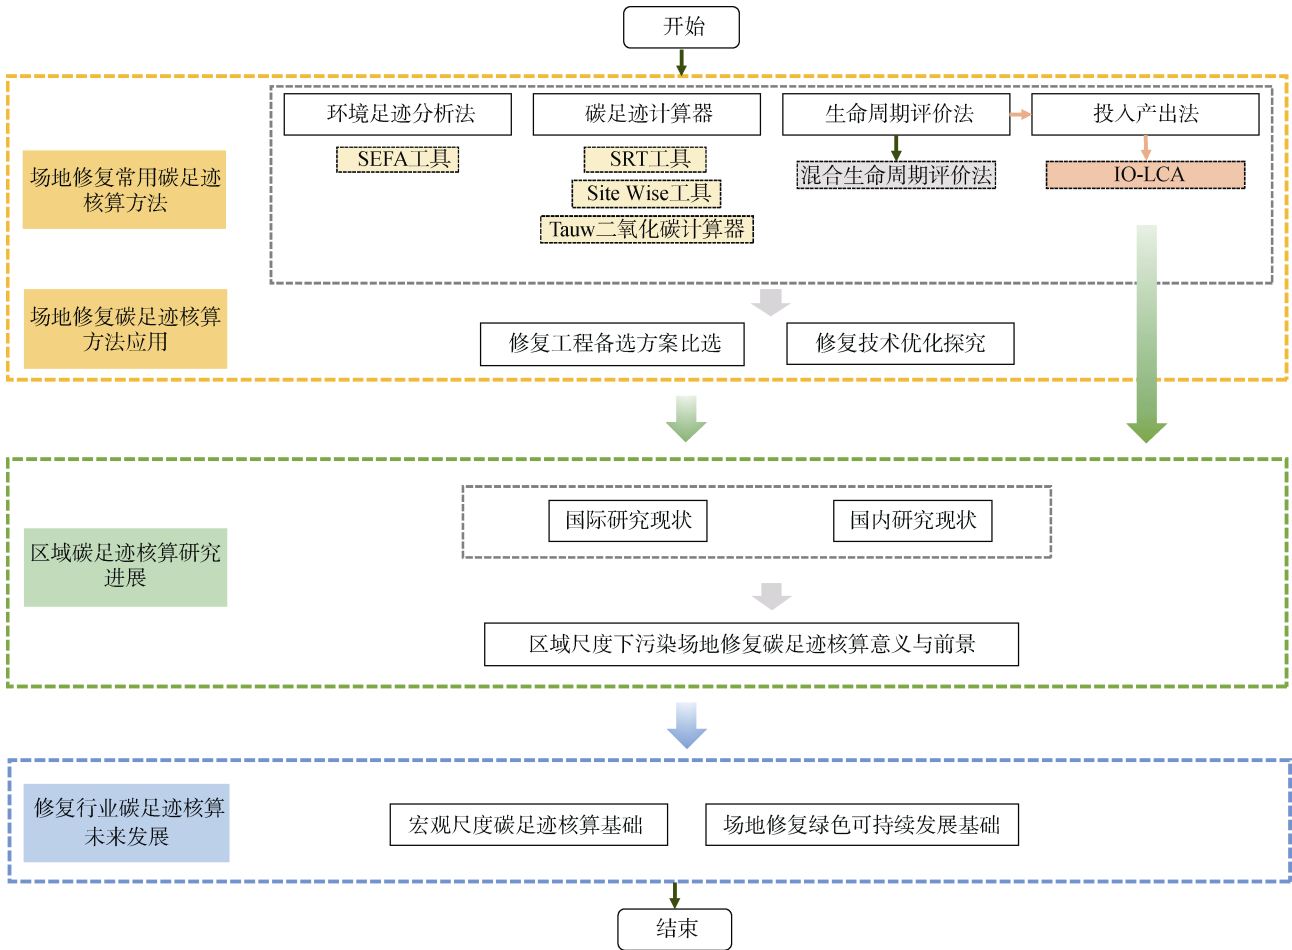 开始
环境足迹分析法
碳足迹计算器
生命周期评价法
投入产出法
SEFA工具
SRT工具
混合生命周期评价法
IO-LCA
Site Wise工具
Tauw二氧化碳计算器
场地修复常用碳足迹
核算方法
场地修复碳足迹核算
方法应用
修复工程备选方案比选
修复技术优化探究
区域碳足迹核算研究
进展
国际研究现状
国内研究现状
区域尺度下污染场地修复碳足迹核算意义与前景
修复行业碳足迹核算
未来发展
宏观尺度碳足迹核算基础
场地修复绿色可持续发展基础
结束